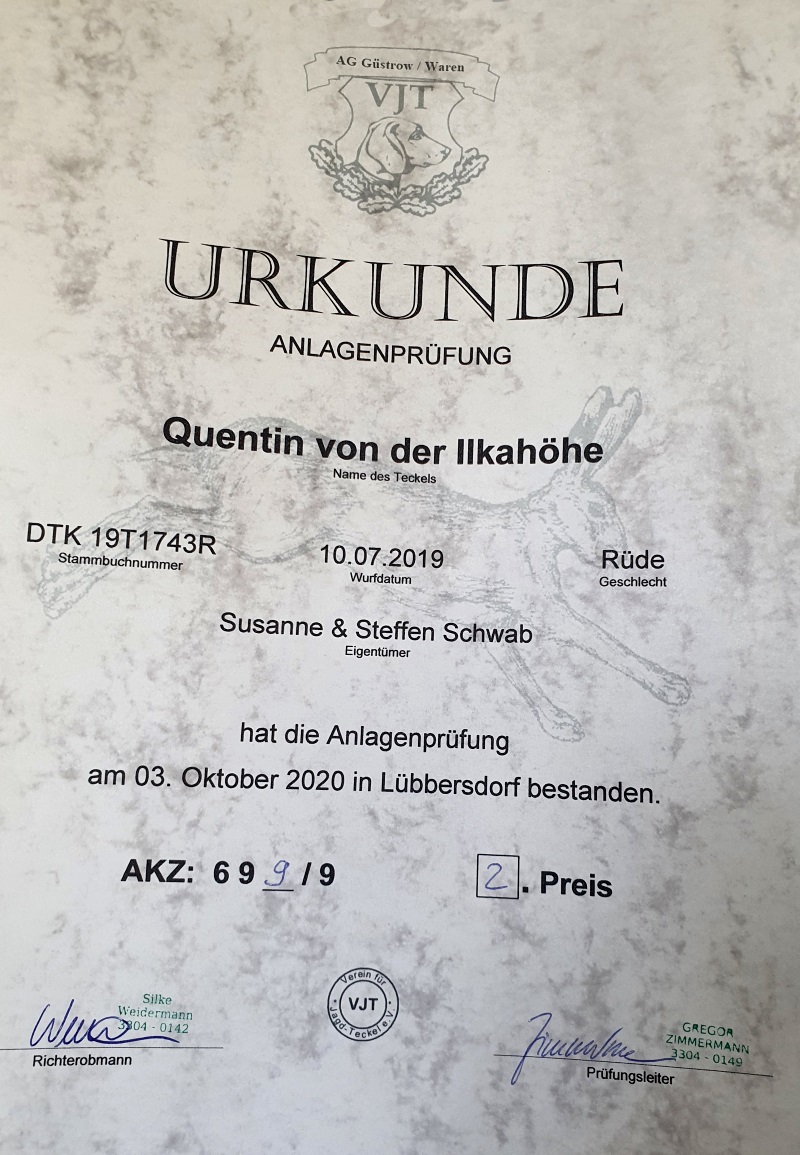 AG Güstrow / Waren
VJT
URKUNDE
ANLAGENPRÜFUNG
Quentin von der Ilkahöhe
Name des Teckels
DTK 19T1743R
Stammbuchnummer
10.07.2019
Wurfdatum
Rüde
Geschlecht
Susanne & Steffen Schwab
Eigentümer
hat die Anlagenprüfung
am 03. Oktober 2020 in Lübbersdorf bestanden.
AKZ: 6 9 9 / 9
2. Preis
Silke
Weidermann
3304 - 0142
Richterobmann
Verein für
VJT
Jagd-Teckel e.V.
GREGOR
ZIMMERMANN
3304 - 0149
Prüfungsleiter